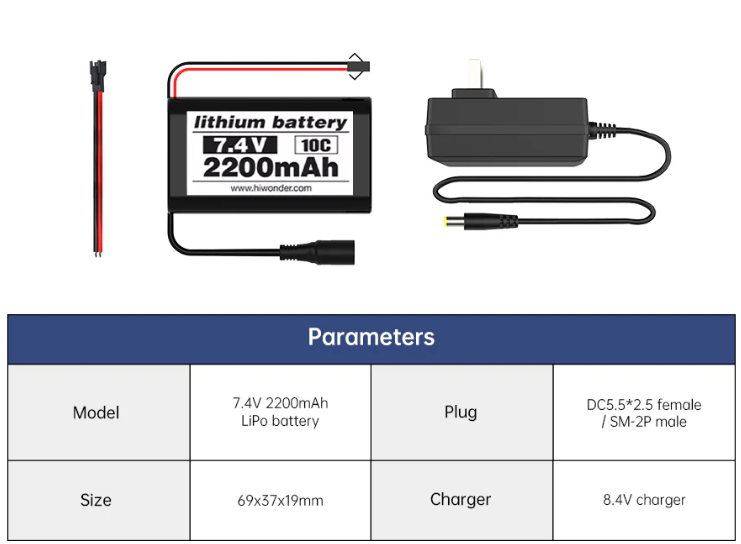 lithium battery
7.4V 10C
2200mAh
www.hiwonder.com
Parameters
Model
7.4V 2200mAh
LiPo battery
Plug
DC5.5*2.5 female
/ SM-2P male
Size
69x37x19mm
Charger
8.4V charger